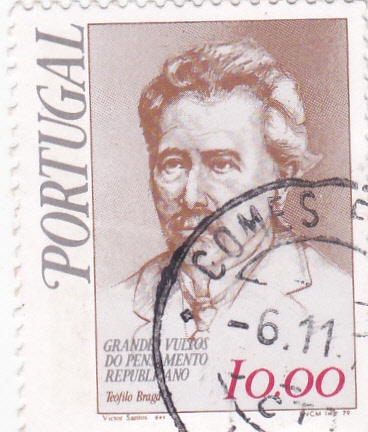 PORTUGAL
GRANDES VULTOS
DO PENSAMENTO
REPUBLICANO
Teófilo Braga
10.00
COMES
-6.11.
Victor Santos
INCM 79